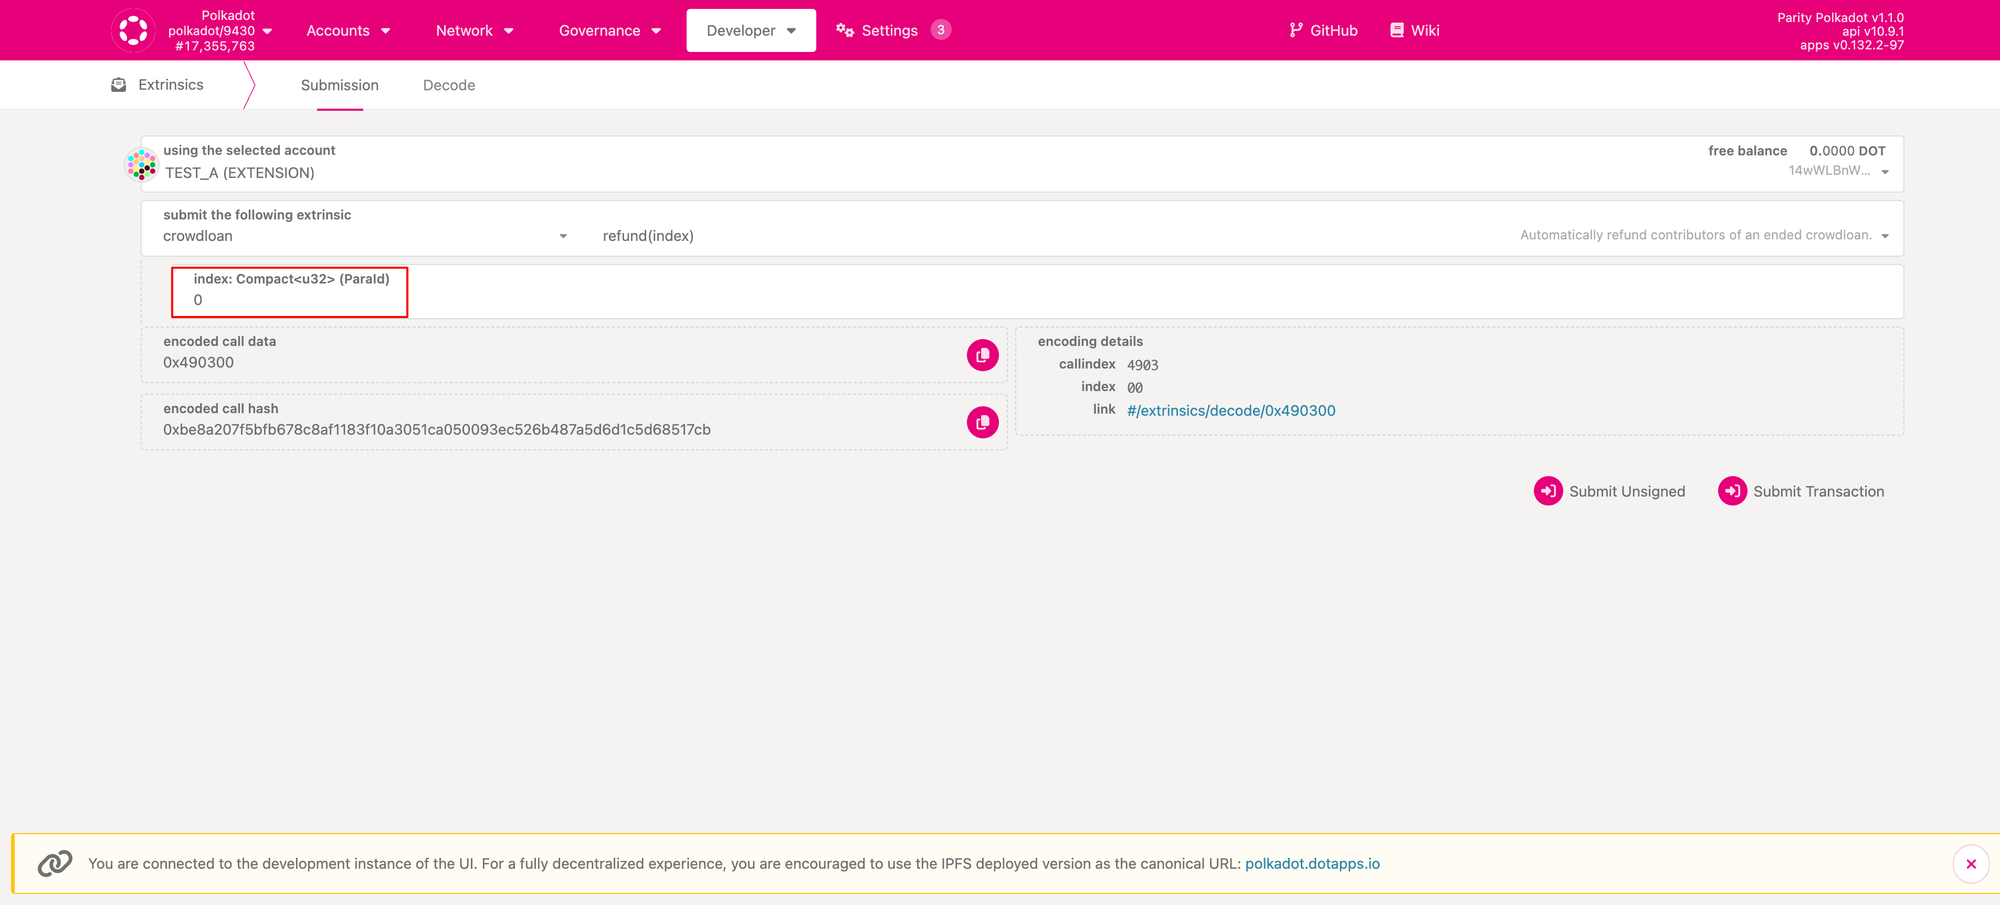 Polkadot
polkadot/9430
#17,355,763
Accounts
Network
Governance
Developer
Settings
3
GitHub
Wiki
Parity Polkadot v1.1.0
api v10.9.1
apps v0.132.2-97
Extrinsics
Submission
Decode
using the selected account
TEST_A (EXTENSION)
free balance 0.0000 DOT
14wWLBnW...
submit the following extrinsic
crowdloan
refund(index)
Automatically refund contributors of an ended crowdloan.
index: Compact<u32> (ParaId)
0
encoded call data
0x490300
encoded call hash
0xbe8a207f5bfb678c8af1183f10a3051ca050093ec526b487a5d6d1c5d68517cb
encoding details
callindex 4903
index 00
link #/extrinsics/decode/0x490300
Submit Unsigned
Submit Transaction
You are connected to the development instance of the UI. For a fully decentralized experience, you are encouraged to use the IPFS deployed version as the canonical URL: polkadot.dotapps.io